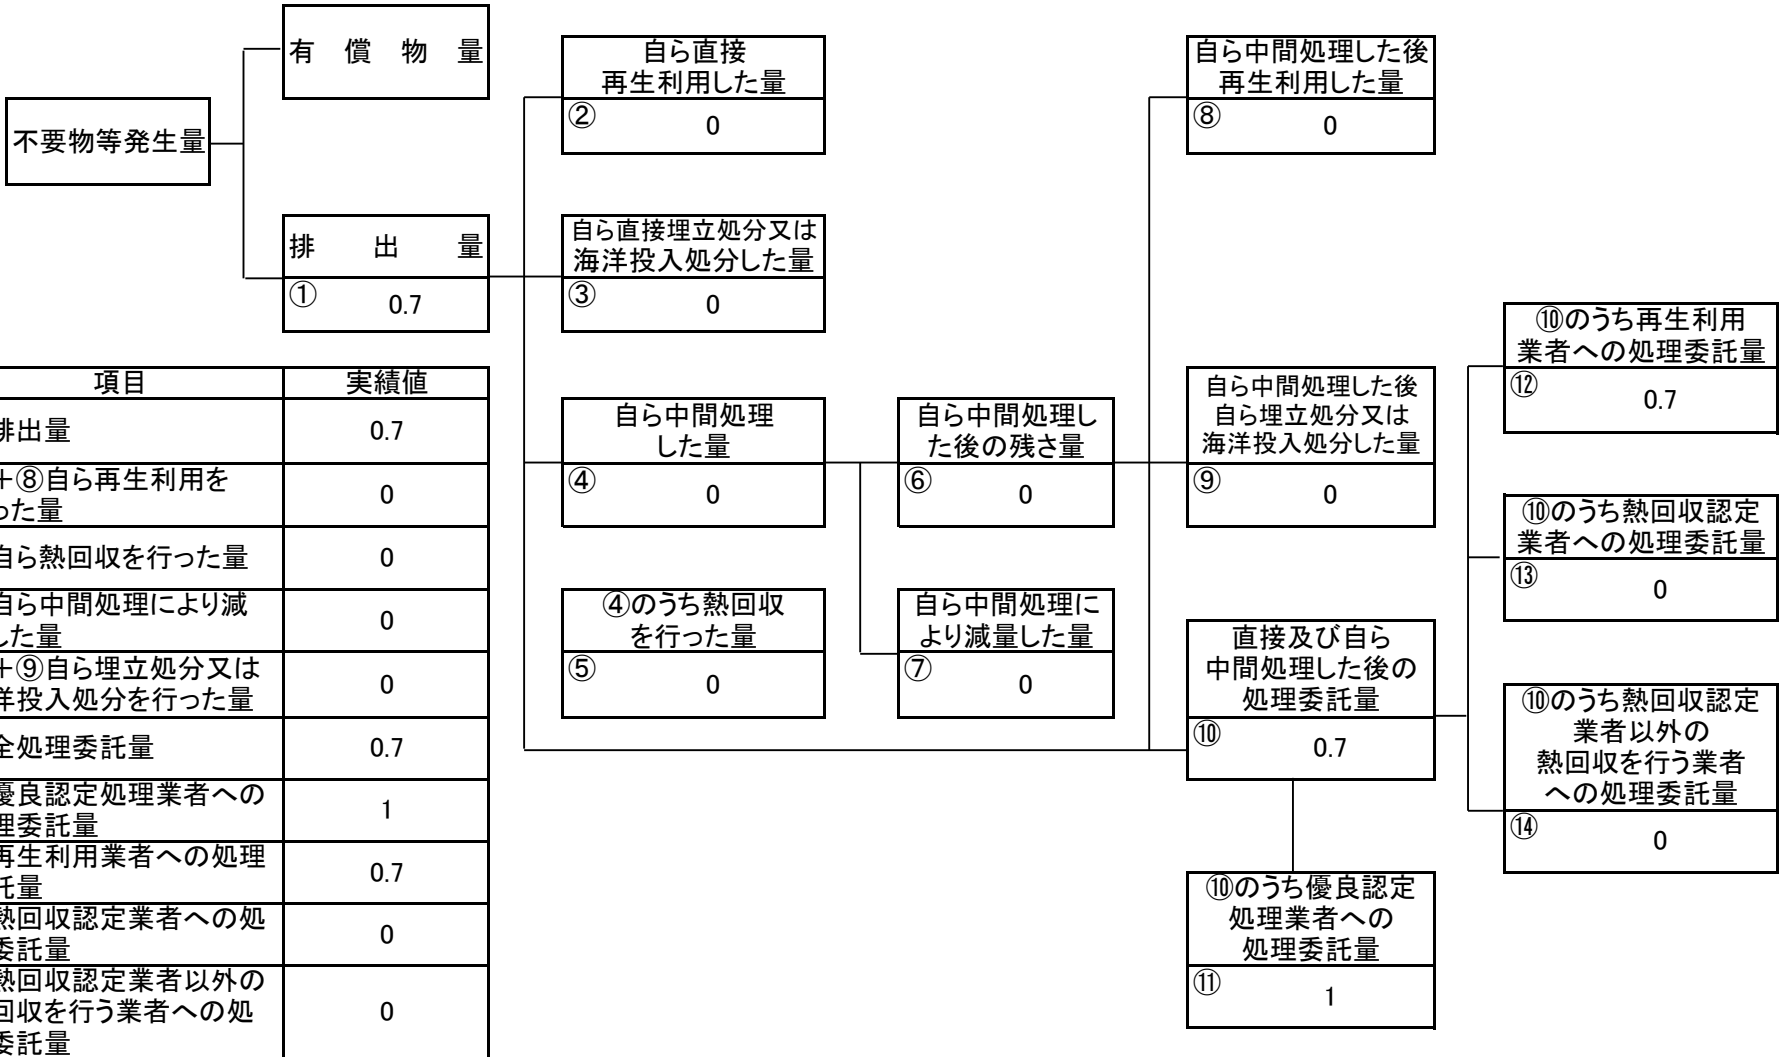 不要物等発生量
有 償 物 量
排 出 量
① 0.7
自ら直接
再生利用した量
② 0
自ら直接埋立処分又は
海洋投入処分した量
③ 0
自ら中間処理
した量
④ 0
④のうち熱回収
を行った量
⑤ 0
自ら中間処理し
た後の残さ量
⑥ 0
自ら中間処理に
より減量した量
⑦ 0
自ら中間処理した後
再生利用した量
⑧ 0
自ら中間処理した後
自ら埋立処分又は
海洋投入処分した量
⑨ 0
直接及び自ら
中間処理した後の
処理委託量
⑩ 0.7
⑩のうち優良認定
処理業者への
処理委託量
⑪ 1
⑩のうち再生利用
業者への処理委託量
⑫ 0.7
⑩のうち熱回収認定
業者への処理委託量
⑬ 0
⑩のうち熱回収認定
業者以外の
熱回収を行う業者
への処理委託量
⑭ 0
項目 実績値
排出量 0.7
+⑧自ら再生利用を
った量 0
自ら熱回収を行った量 0
自ら中間処理により減
した量 0
+⑨自ら埋立処分又は
洋投入処分を行った量 0
全処理委託量 0.7
優良認定処理業者への
理委託量 1
再生利用業者への処理
託量 0.7
熱回収認定業者への処
委託量 0
熱回収認定業者以外の
回収を行う業者への処
委託量 0